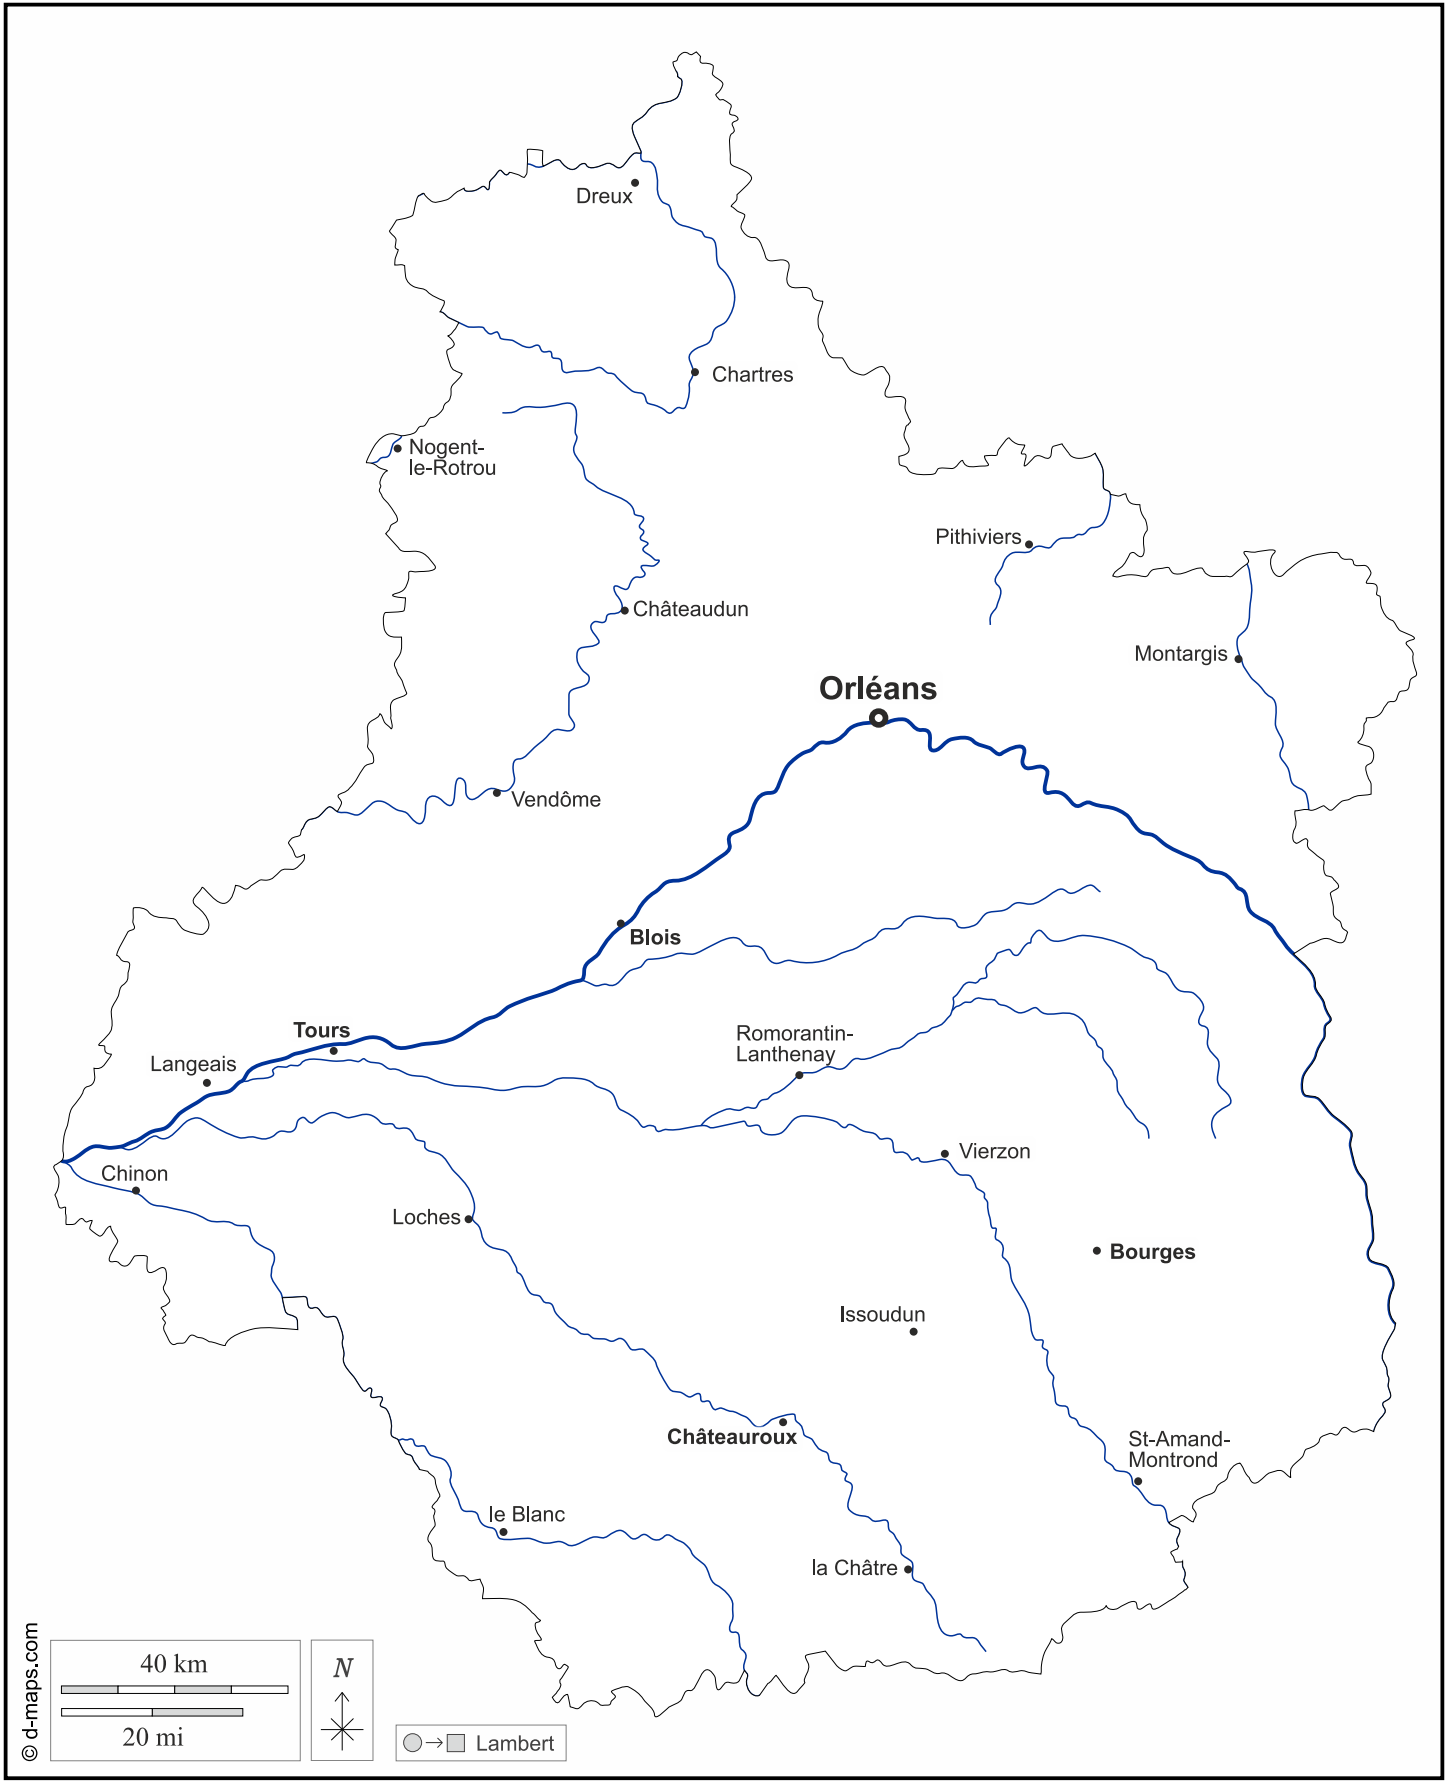 Dreux
Chartres
Nogent-
le-Rotrou
Pithiviers
Châteaudun
Montargis
Orléans
Vendôme
Blois
Tours
Romorantin-
Lanthenay
Langeais
Vierzon
Chinon
Loches
Bourges
Issoudun
Châteauroux
St-Amand-
Montrond
le Blanc
la Châtre
© d-maps.com
40 km
20 mi
N
Lambert